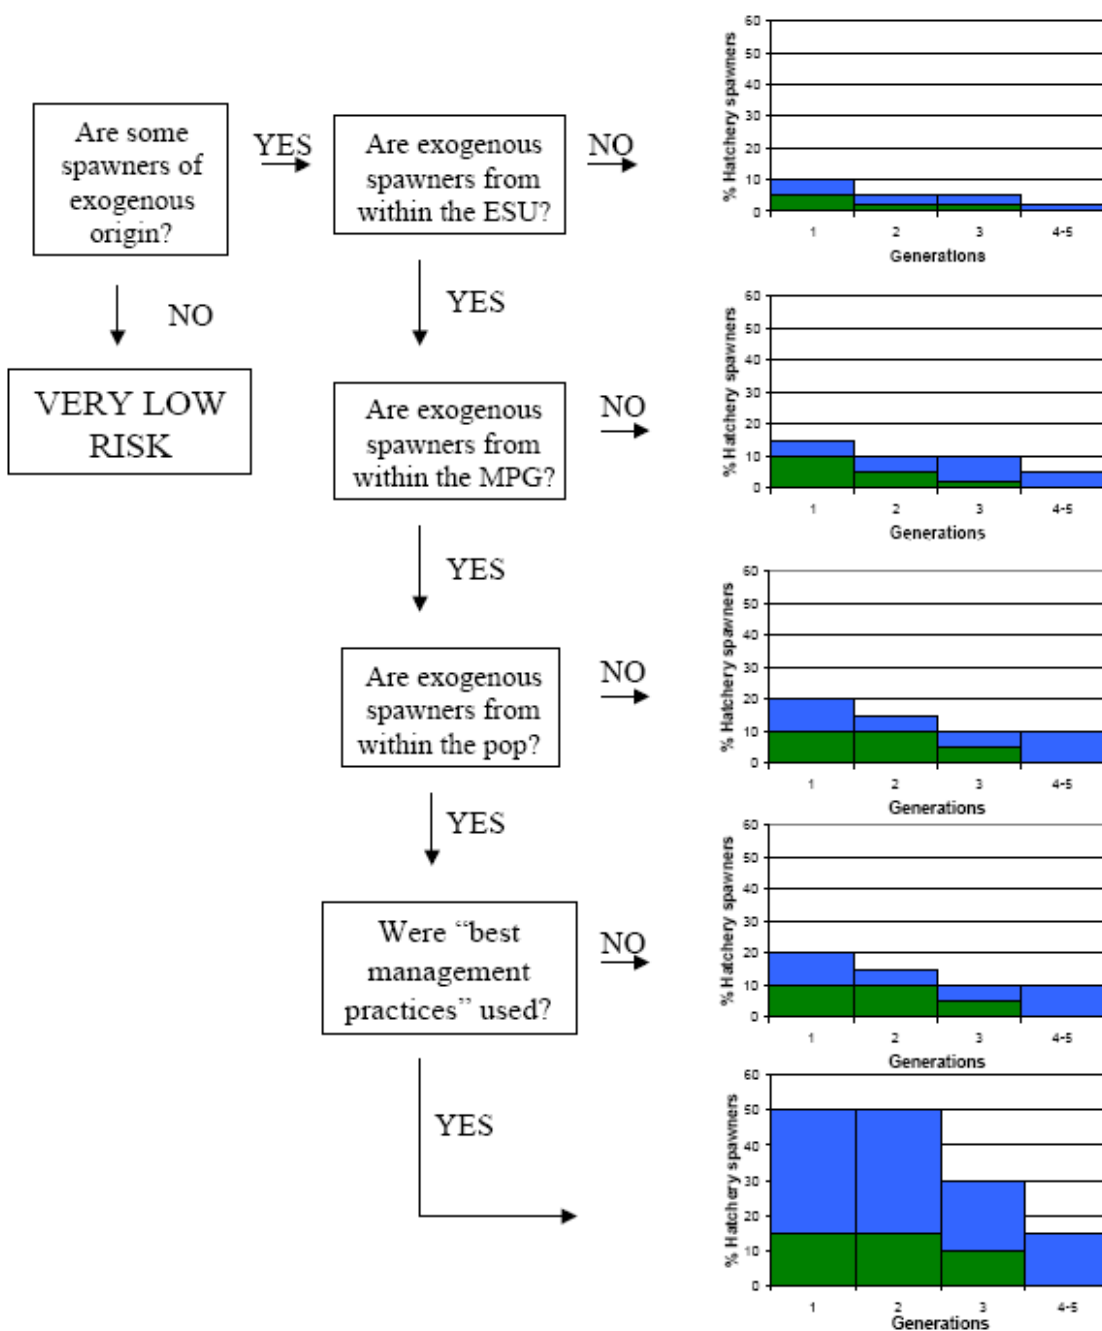 Are some
spawners of
exogenous
origin?
YES
Are exogenous
spawners from
within the ESU?
NO
% Hatchery spawners
60
50
40
30
20
10
0
1
2
3
4-5
Generations
NO
YES
VERY LOW
RISK
Are exogenous
spawners from
within the MPG?
NO
% Hatchery spawners
60
50
40
30
20
10
0
1
2
3
4-5
Generations
YES
Are exogenous
spawners from
within the pop?
NO
% Hatchery spawners
60
50
40
30
20
10
0
1
2
3
4-5
Generations
YES
Were “best
management
practices” used?
NO
% Hatchery spawners
60
50
40
30
20
10
0
1
2
3
4-5
Generations
YES
% Hatchery spawners
60
50
40
30
20
10
0
1
2
3
4-5
Generations